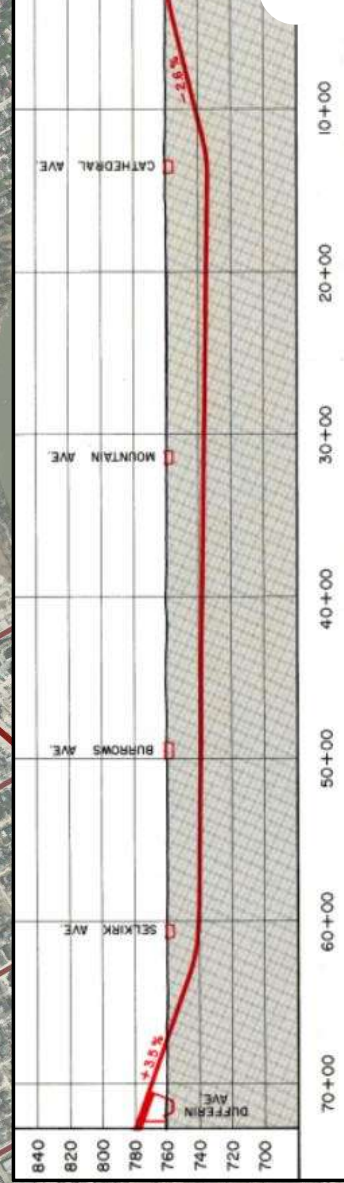 -2.6%
CATHEDRAL AVE.
MOUNTAIN AVE.
BURROWS AVE.
SELKIRK
AVE.
+3.5%
DUFFERIN
AVE.
840
820
800
780
760
740
720
700
10+00
20+00
30+00
40+00
50+00
60+00
70+00